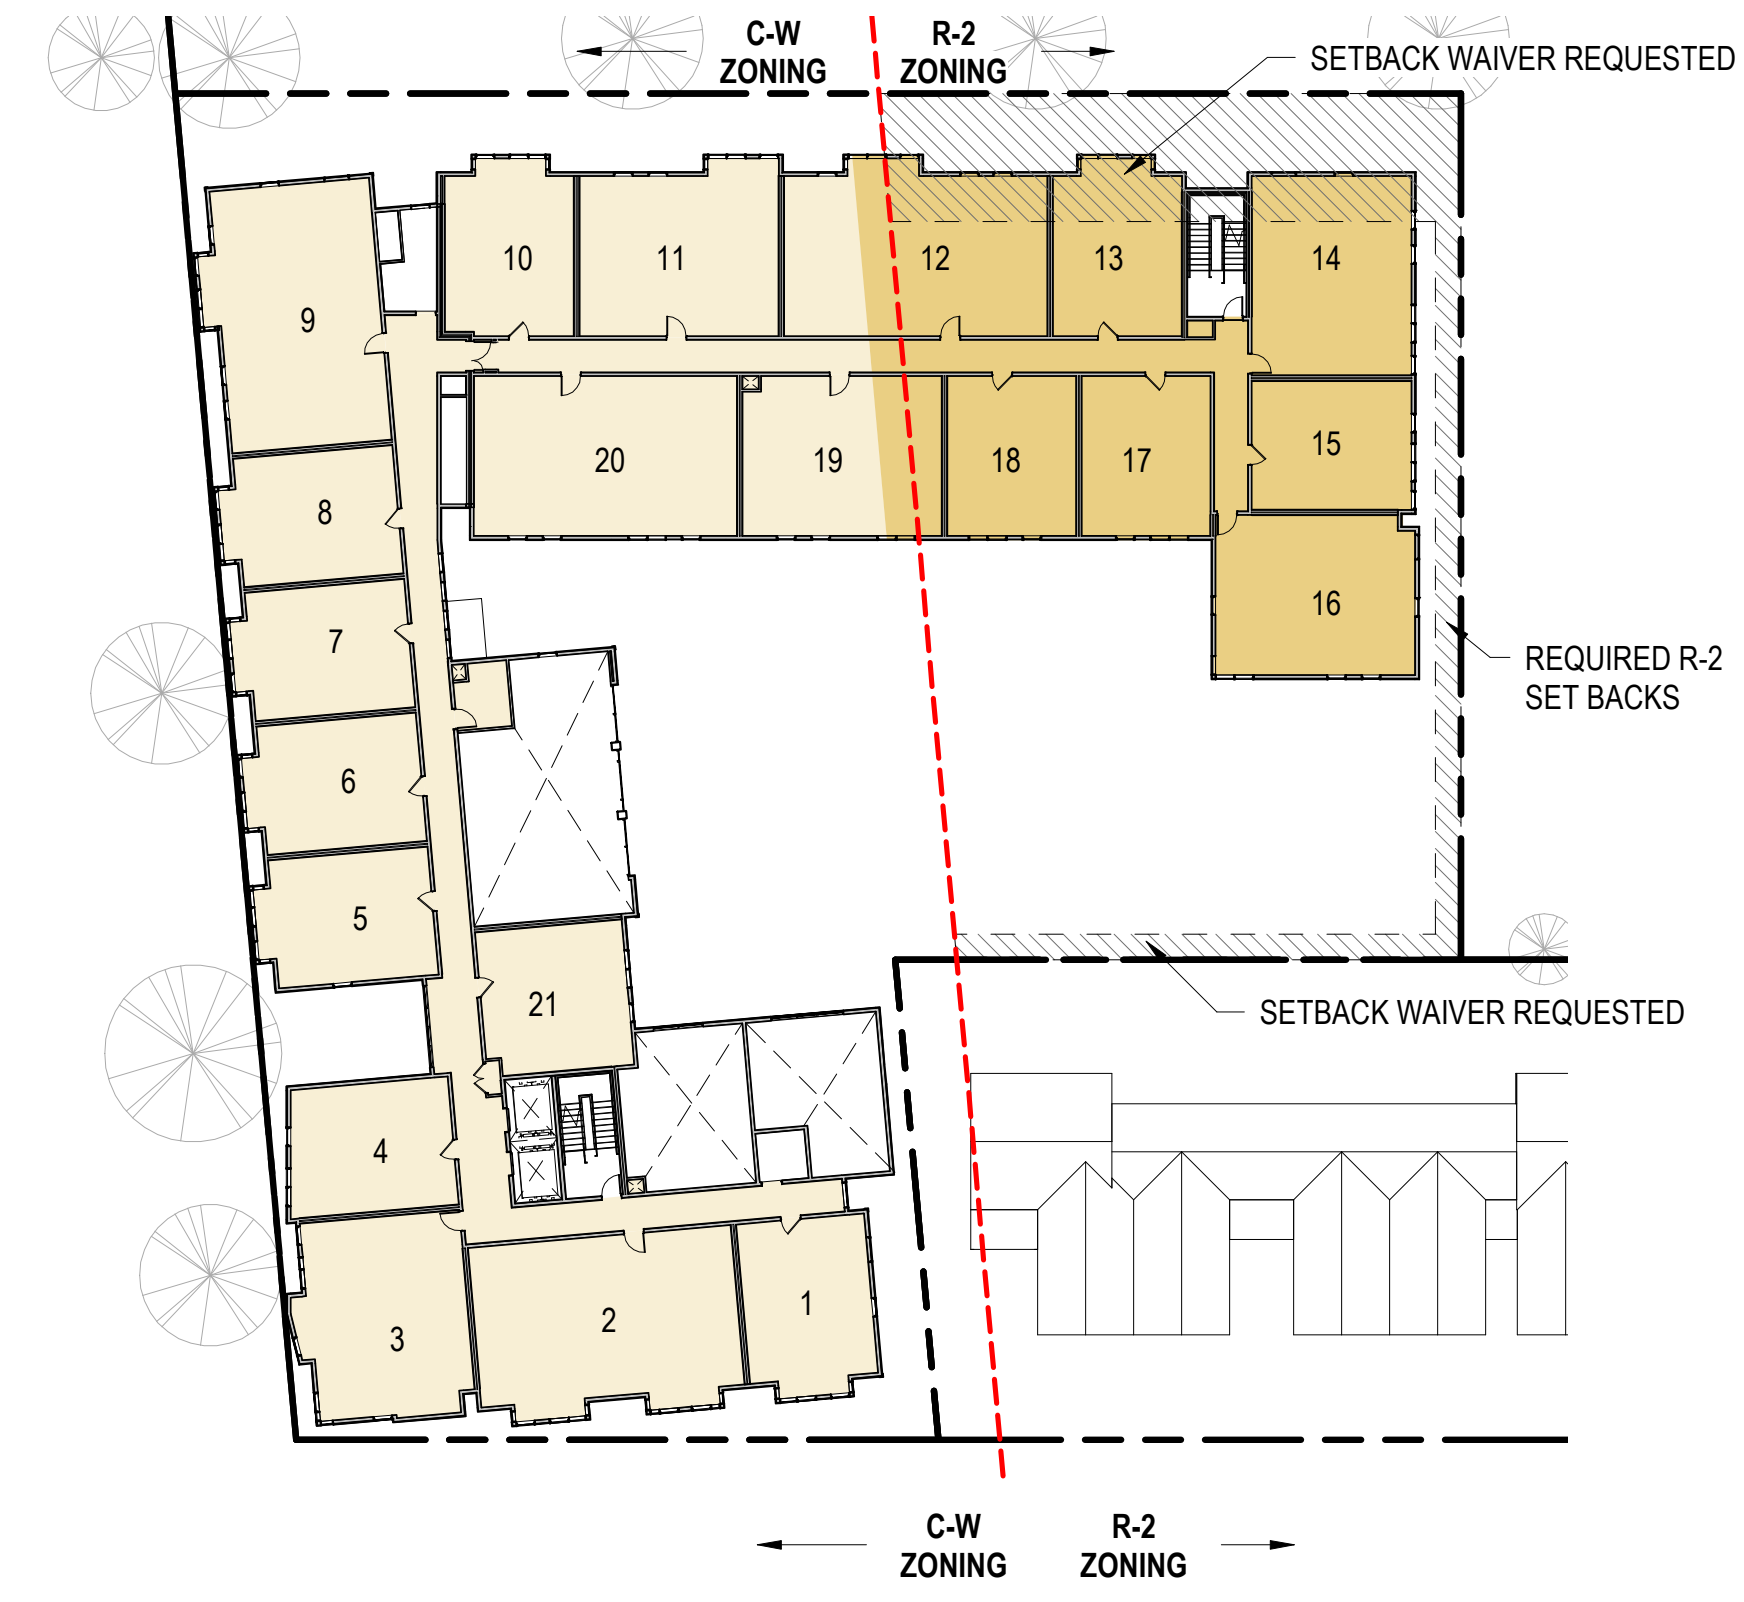 C-W
ZONING
R-2
ZONING
SETBACK WAIVER REQUESTED
10
11
12
13
14
9
20
19
18
17
15
8
16
7
REQUIRED R-2
SET BACKS
6
5
21
SETBACK WAIVER REQUESTED
4
3
2
1
C-W
ZONING
R-2
ZONING